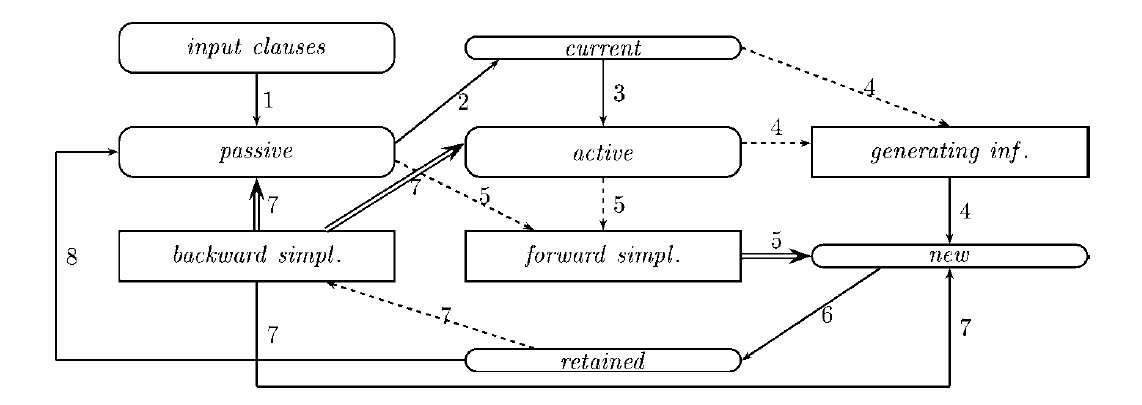 input clauses
current
1
2
3
4
passive
active
4
generating inf.
7
7
5
5
4
8
backward simpl.
forward simpl.
5
new
7
7
6
7
retained